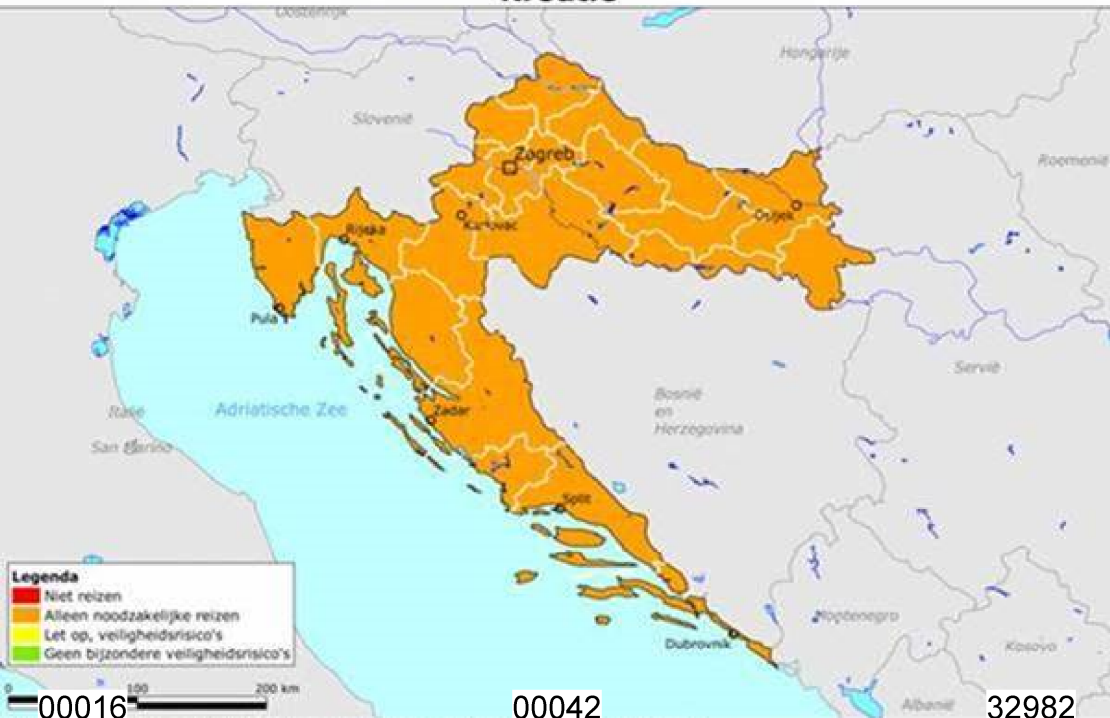 Oostenrijk
Hongarije
Slovenië
Zagreb
Roemenië
Osijek
Karlovac
Rijeka
Pula
Servië
Bosnië
en
Herzegovina
Adriatische Zee
Italië
Zadar
San Marino
Split
Legenda
Niet reizen
Alleen noodzakelijke reizen
Let op, veiligheidsrisico's
Geen bijzondere veiligheidsrisico's
Montenegro
Dubrovnik
Kosovo
0 100 200 km
Albanië
00016 00042 32982